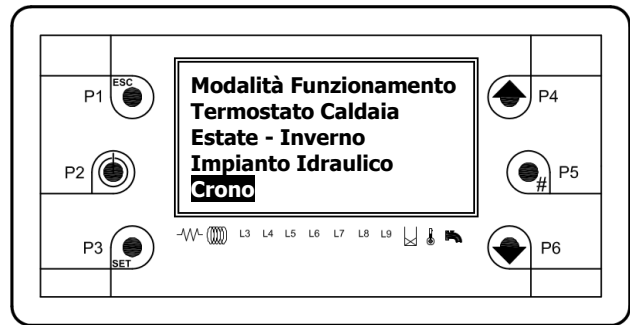 ESC
P1
P2
P3
SET
Modalità Funzionamento
Termostato Caldaia
Estate - Inverno
Impianto Idraulico
Crono
L3 L4 L5 L6 L7 L8 L9
P4
P5
#
P6